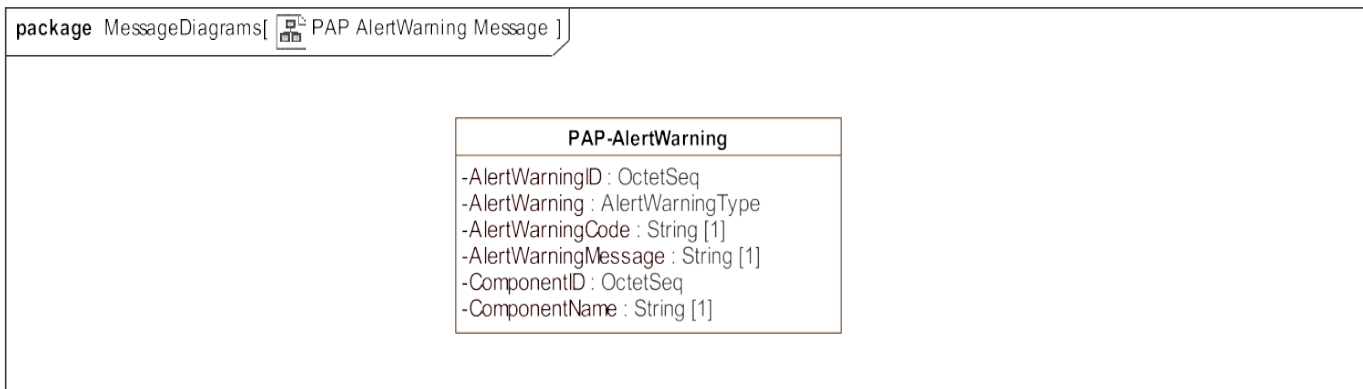 package MessageDiagrams[ PAP AlertWarning Message ]
PAP-AlertWarning
-AlertWarningID : OctetSeq
-AlertWarning : AlertWarningType
-AlertWarningCode : String [1]
-AlertWarningMessage : String [1]
-ComponentID : OctetSeq
-ComponentName : String [1]